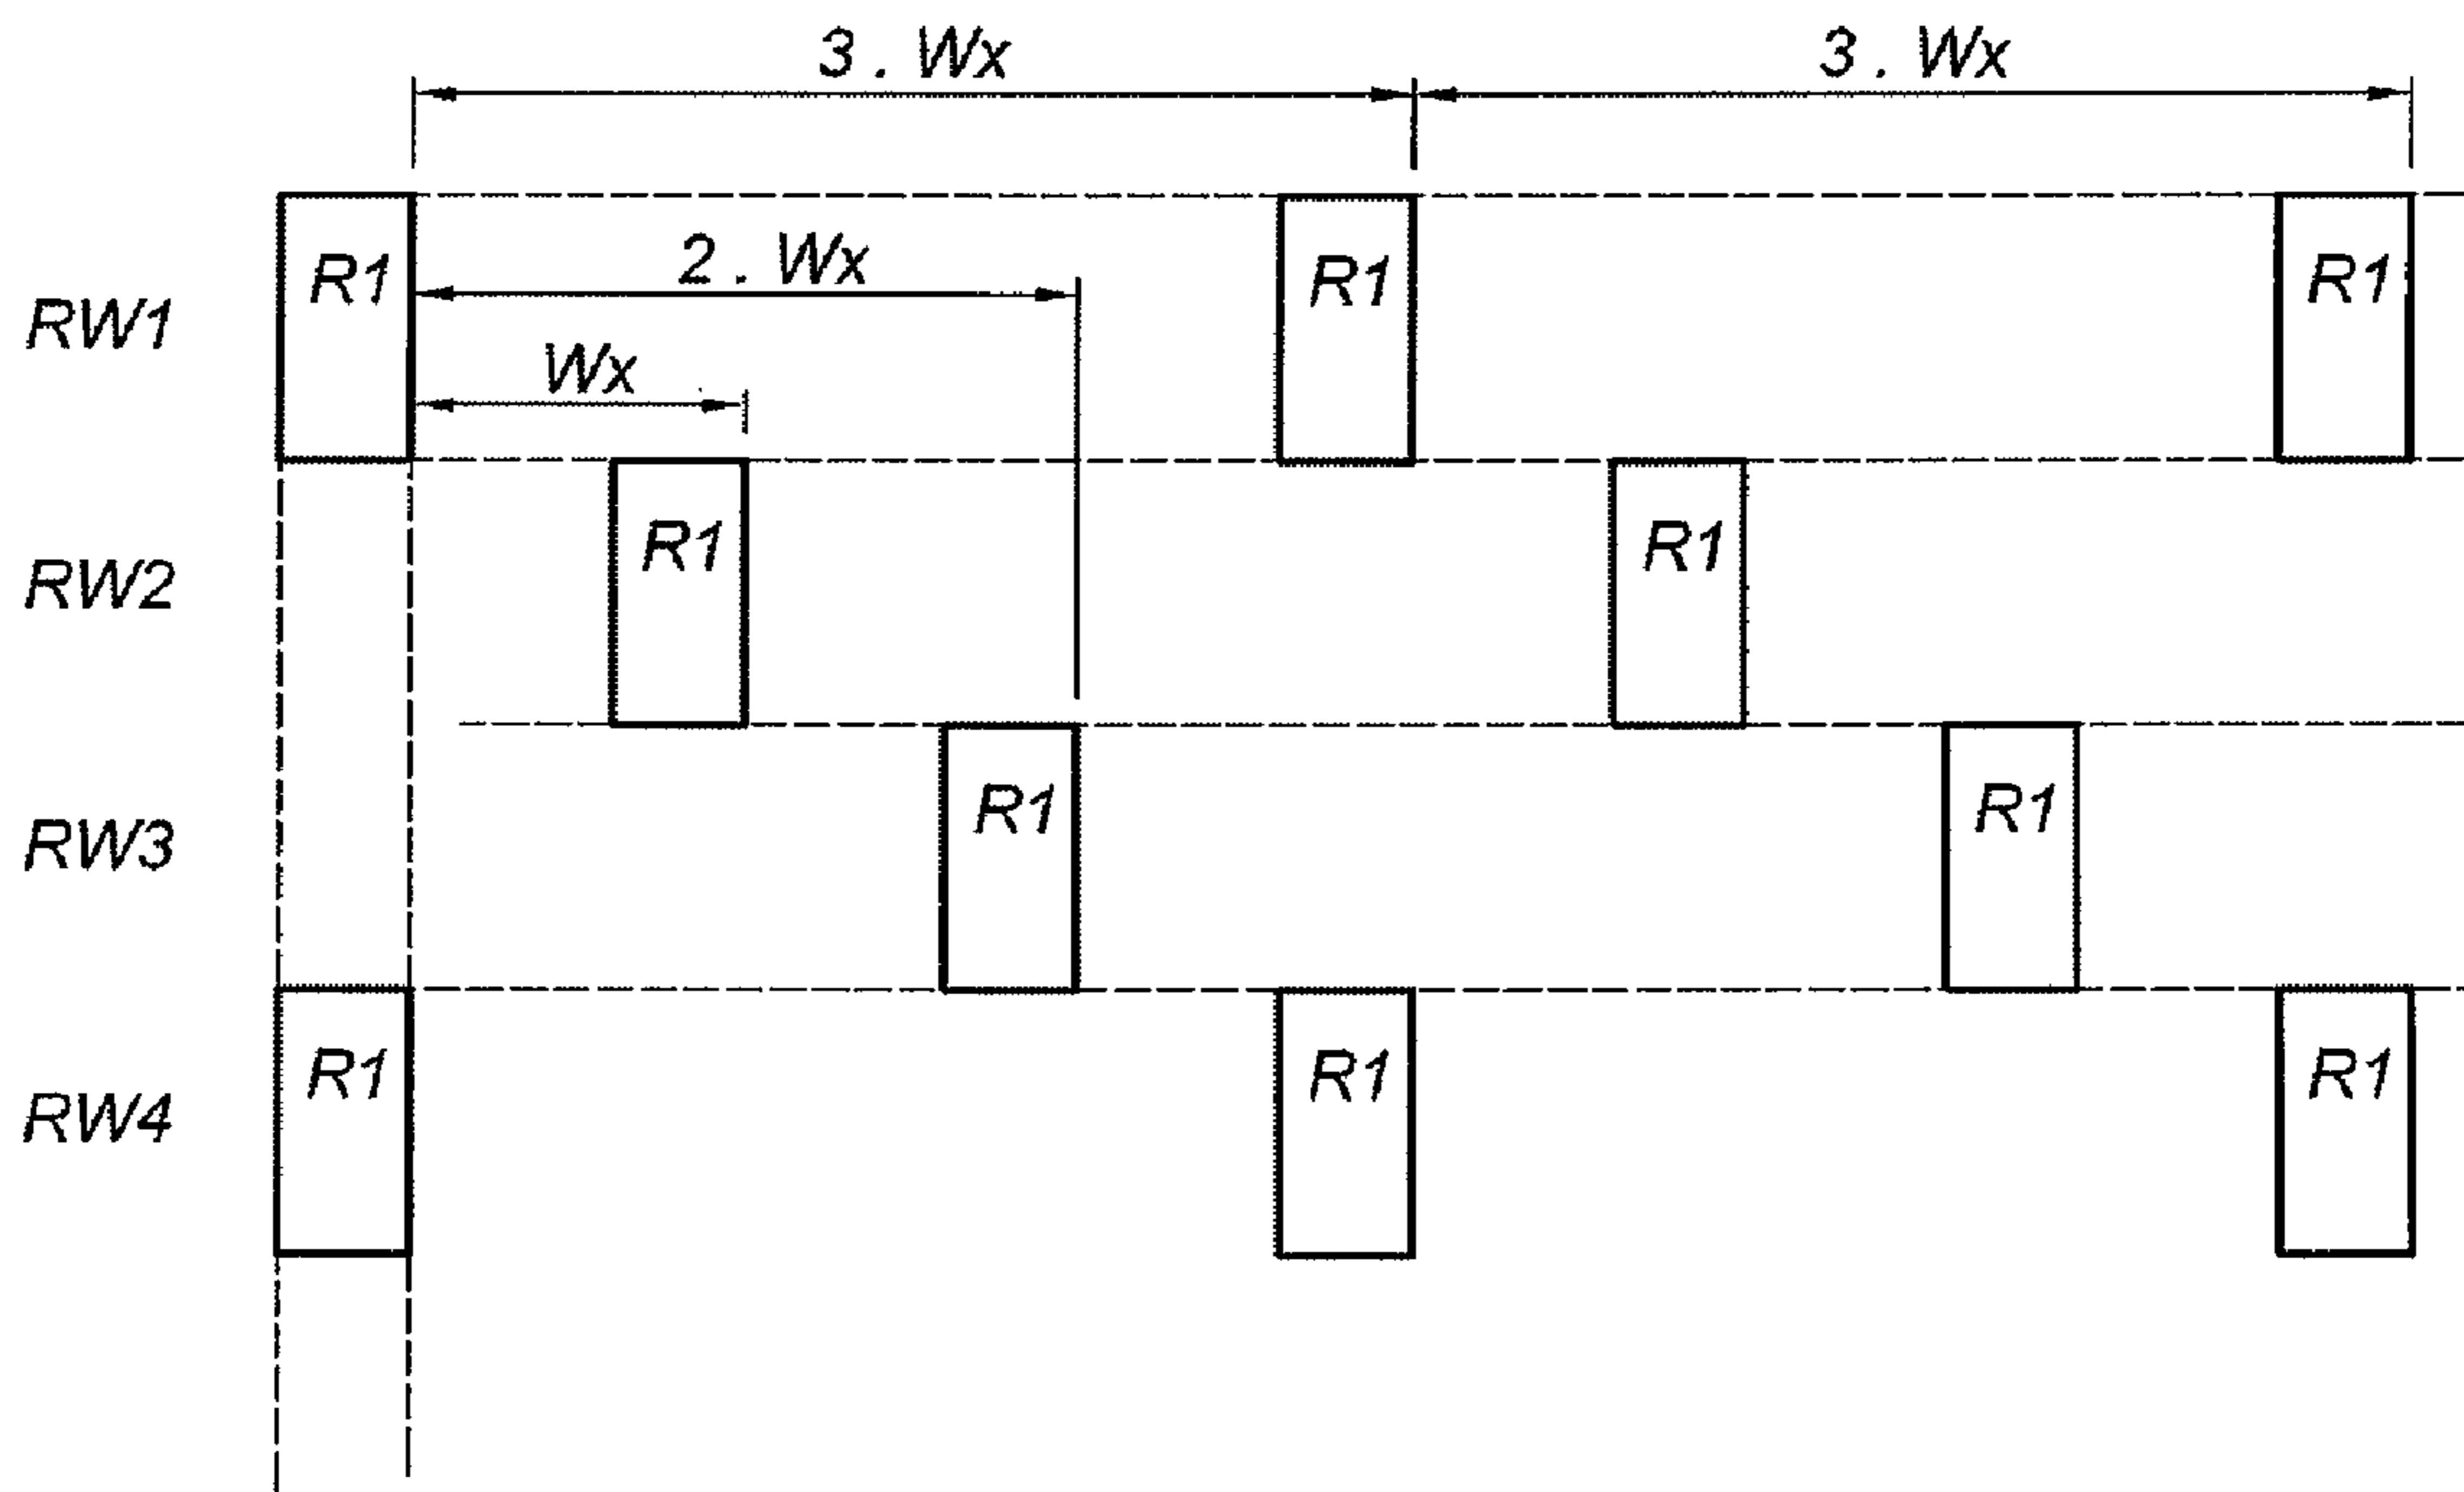 3 . Wx 3 . Wx
R1 2 . Wx R1 R1
RW1
Wx
RW2 R1 R1
RW3 R1 R1
RW4 R1 R1 R1